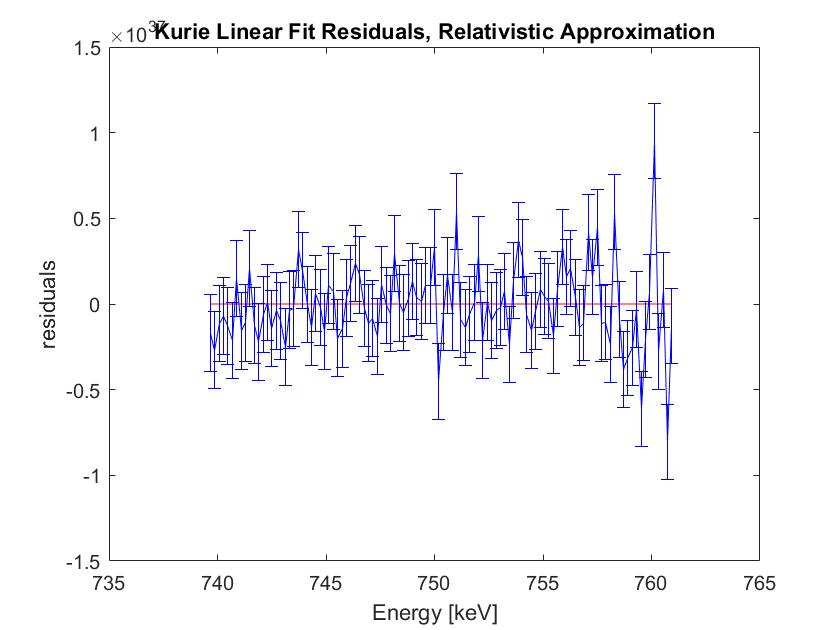 ×10³⁷
Kurie Linear Fit Residuals, Relativistic Approximation
1.5
1
0.5
0
-0.5
-1
-1.5
residuals
735 740 745 750 755 760 765
Energy [keV]